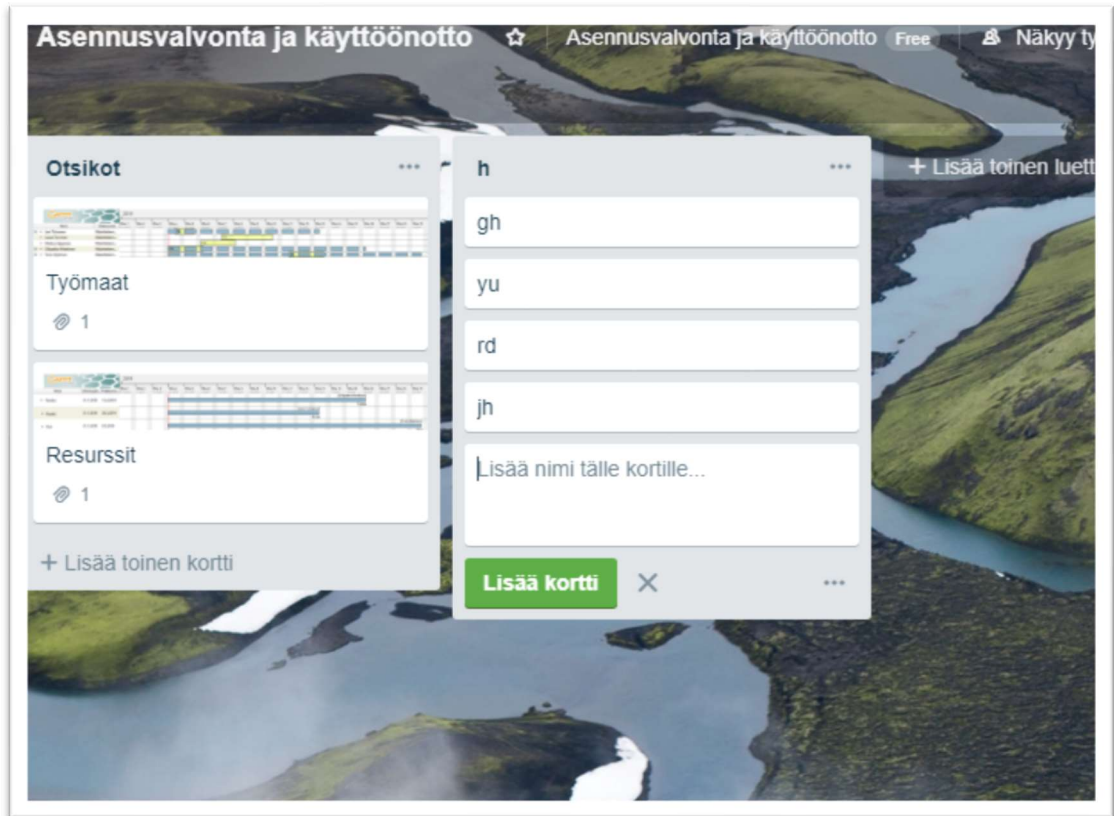 Asennusvalvonta ja käyttöönotto Asennusvalvonta ja käyttöönotto Free Näkyy ty
Otsikot
Työmaat
1
Resurssit
1
+ Lisää toinen kortti
h
gh
yu
rd
jh
Lisää nimi tälle kortille...
Lisää kortti
+ Lisää toinen luett